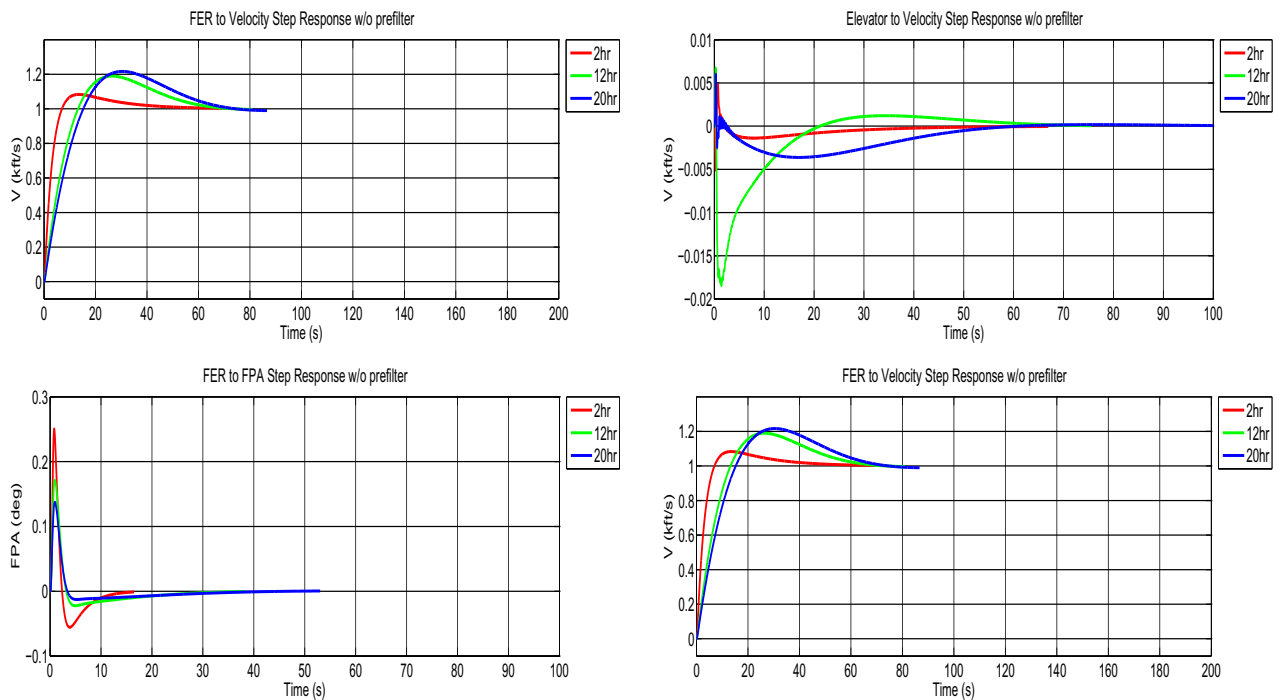 FER to Velocity Step Response w/o prefilter
V (kft/s)
1.2
1
0.8
0.6
0.4
0.2
0
0 20 40 60 80 100 120 140 160 180 200
Time (s)
2hr
12hr
20hr
Elevator to Velocity Step Response w/o prefilter
V (kft/s)
0.01
0.005
0
−0.005
−0.01
−0.015
−0.02
0 10 20 30 40 50 60 70 80 90 100
Time (s)
2hr
12hr
20hr
FER to FPA Step Response w/o prefilter
FPA (deg)
0.3
0.2
0.1
0
−0.1
0 10 20 30 40 50 60 70 80 90 100
Time (s)
2hr
12hr
20hr
FER to Velocity Step Response w/o prefilter
V (kft/s)
1.2
1
0.8
0.6
0.4
0.2
0
0 20 40 60 80 100 120 140 160 180 200
Time (s)
2hr
12hr
20hr